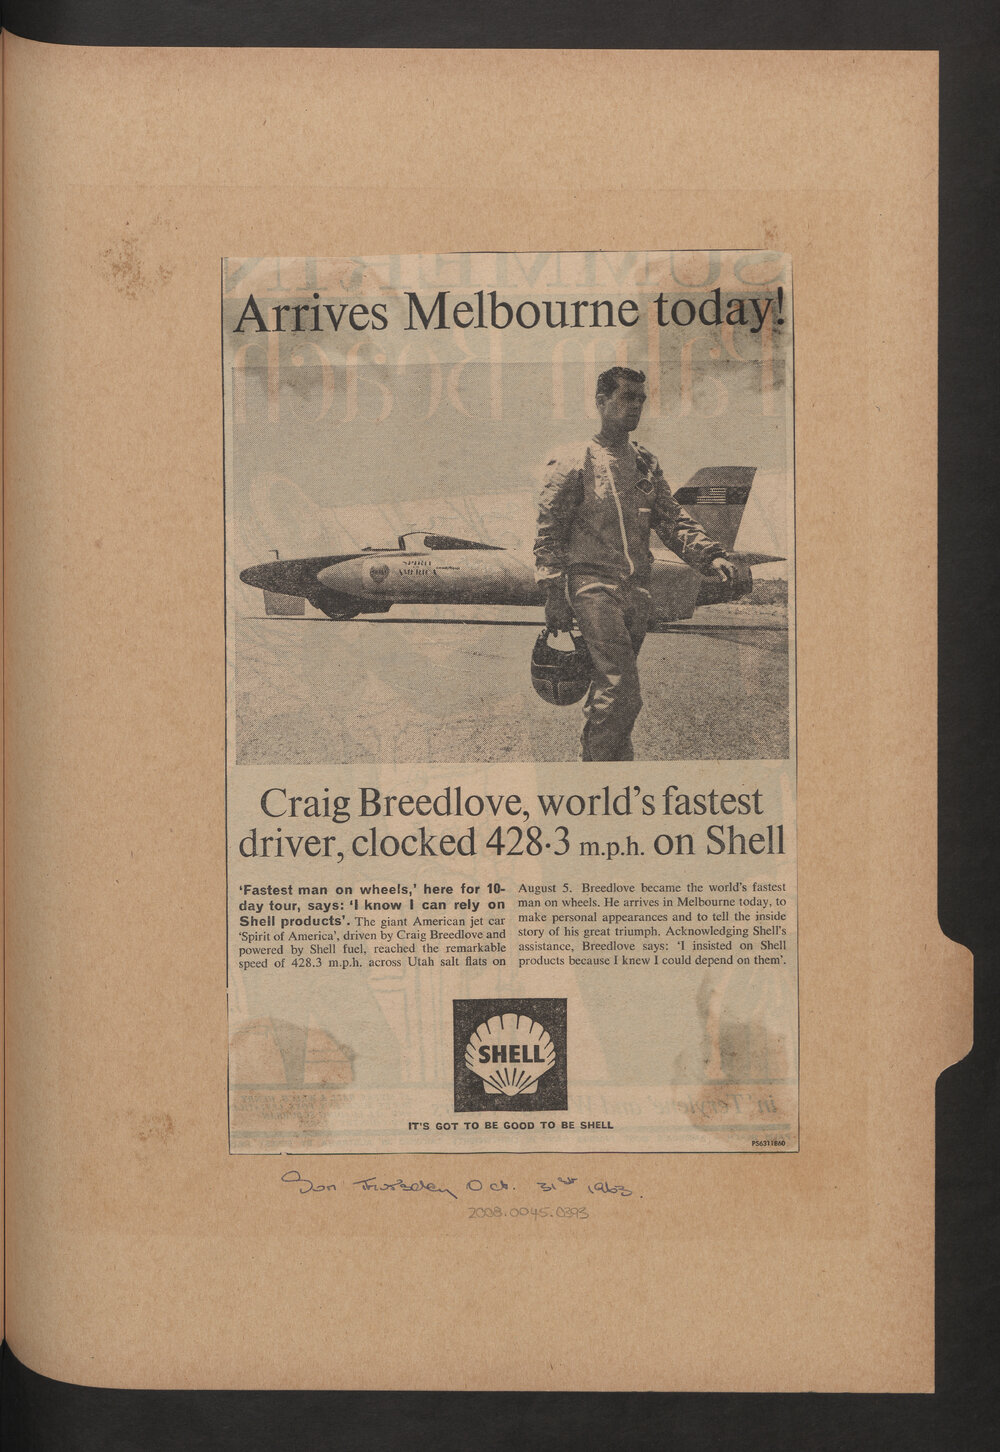 Arrives Melbourne today!
SPIRIT
AMERICA
Craig Breedlove, world's fastest
driver, clocked 428·3 m.p.h. on Shell
'Fastest man on wheels,' here for 10-
day tour, says: 'I know I can rely on
Shell products'. The giant American jet car
'Spirit of America', driven by Craig Breedlove and
powered by Shell fuel, reached the remarkable
speed of 428.3 m.p.h. across Utah salt flats on
August 5. Breedlove became the world's fastest
man on wheels. He arrives in Melbourne today, to
make personal appearances and to tell the inside
story of his great triumph. Acknowledging Shell's
assistance, Breedlove says: 'I insisted on Shell
products because I knew I could depend on them'.
SHELL
IT'S GOT TO BE GOOD TO BE SHELL
PS6311B60
Sun Thursday Oct. 31st 1963.
2008.0045.0393